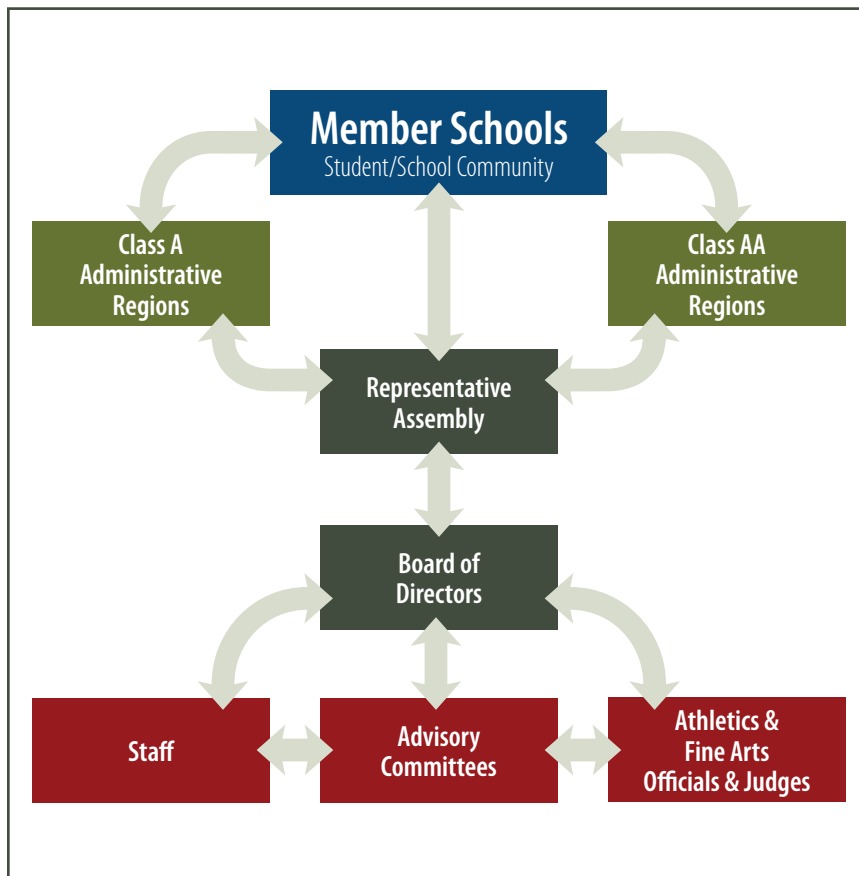 Member Schools
Student/School Community
Class A
Administrative
Regions
Class AA
Administrative
Regions
Representative
Assembly
Board of
Directors
Staff
Advisory
Committees
Athletics &
Fine Arts
Officials & Judges